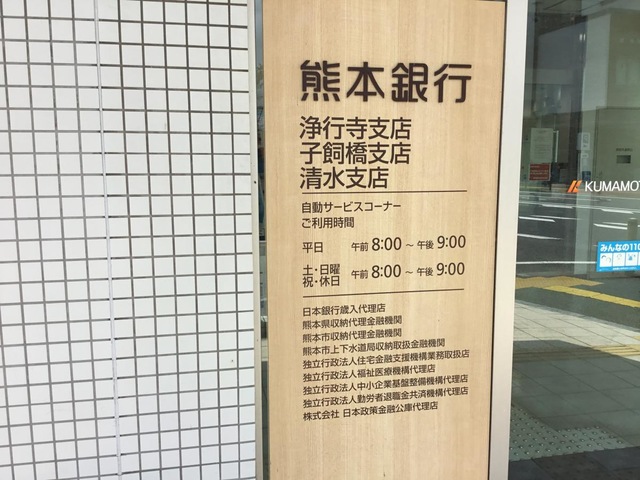 熊本銀行
浄行寺支店
子飼橋支店
清水支店
自動サービスコーナー
ご利用時間
平日 午前8:00～午後9:00
土・日曜
祝・休日 午前8:00～午後9:00
日本銀行歳入代理店
熊本県収納代理金融機関
熊本市収納代理金融機関
熊本市上下水道局収納取扱金融機関
独立行政法人住宅金融支援機構業務取扱店
独立行政法人福祉医療機構代理店
独立行政法人中小企業基盤整備機構代理店
独立行政法人勤労者退職金共済機構代理店
株式会社 日本政策金融公庫代理店
KUMAMO
みんなの110